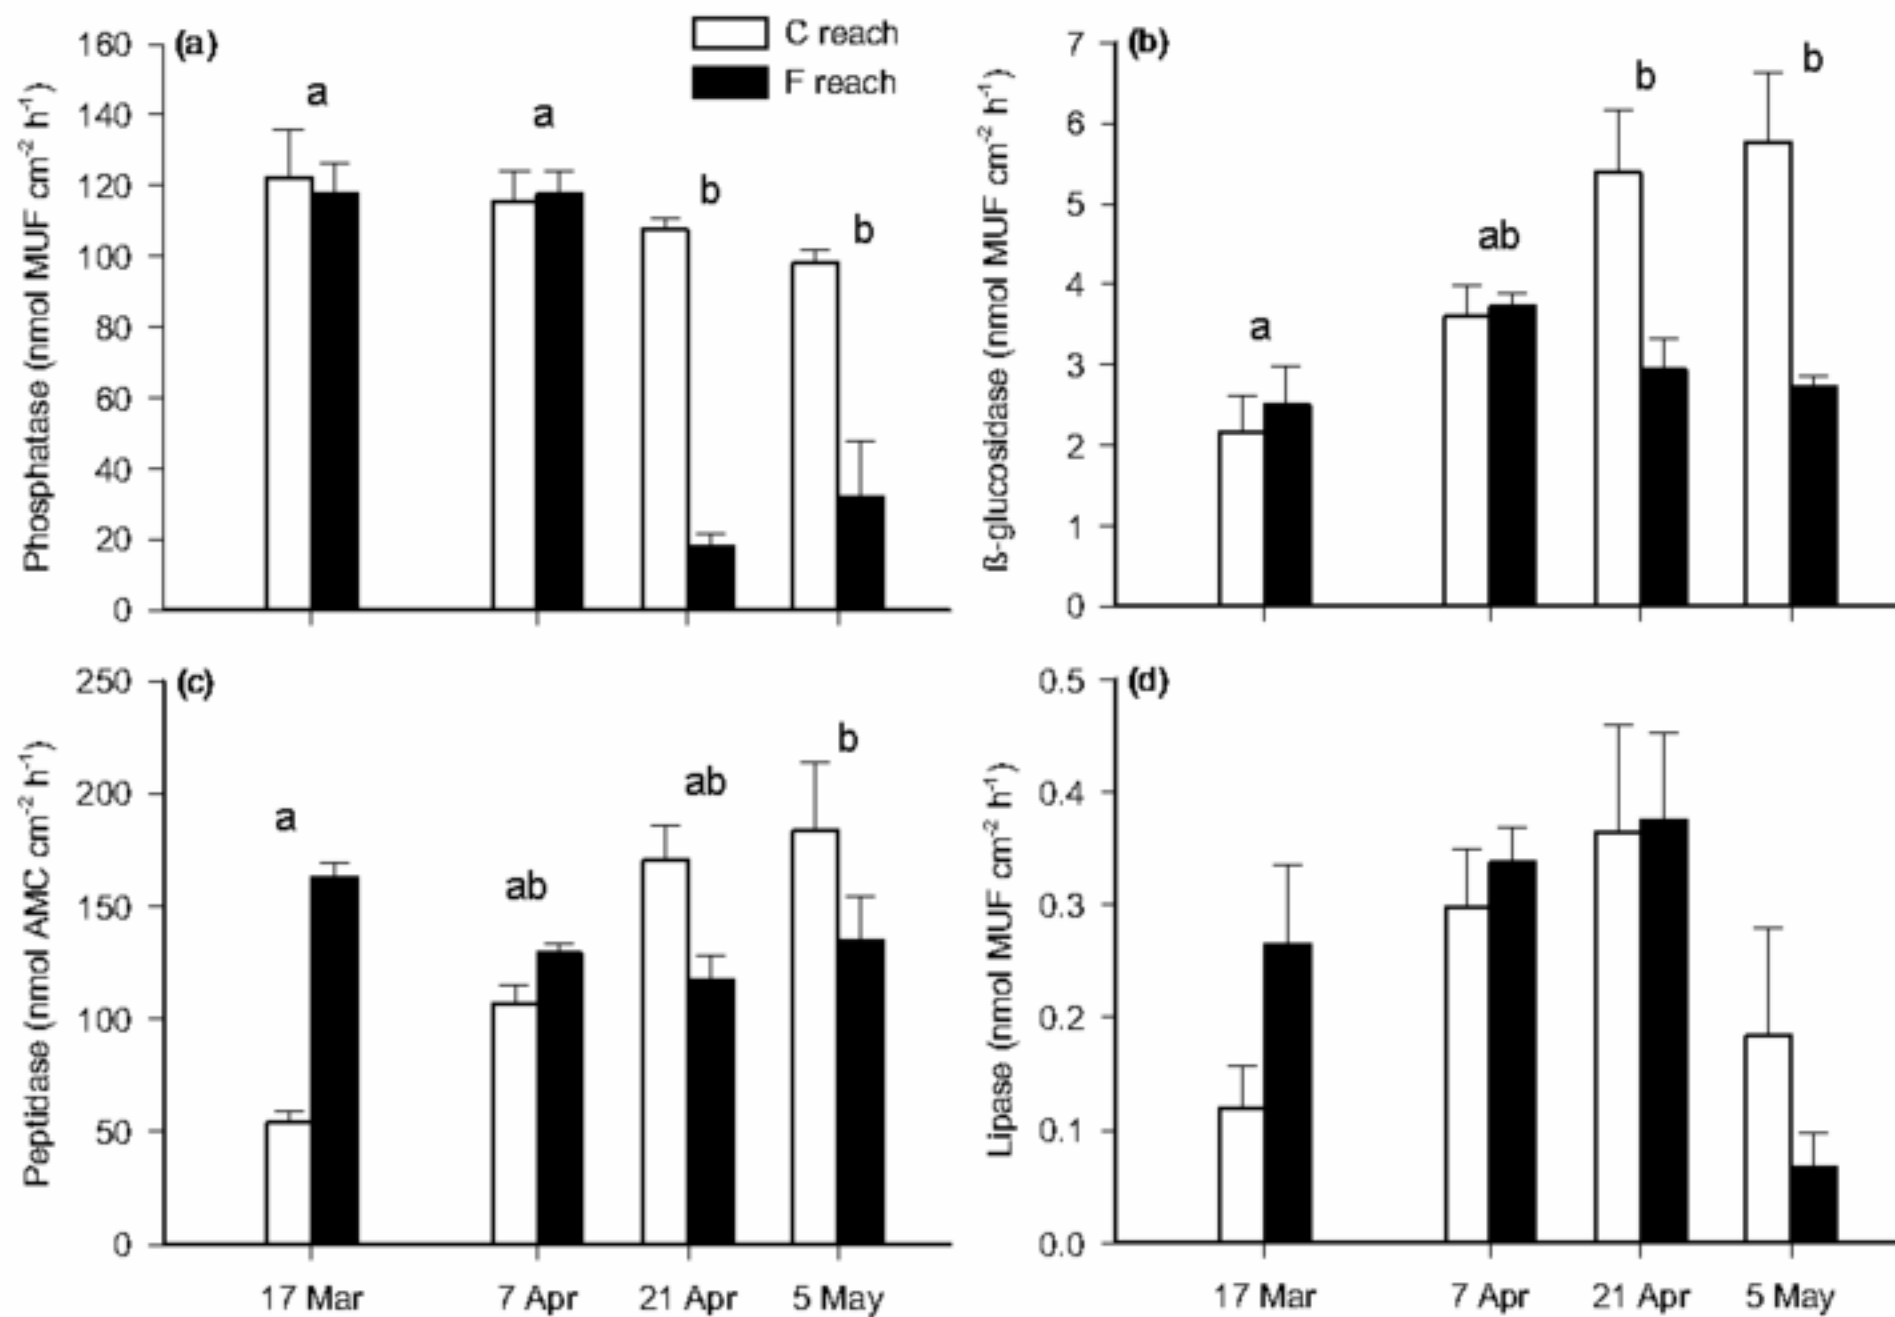 (a)
C reach
F reach
Phosphatase (nmol MUF cm⁻² h⁻¹)
160
140
120
100
80
60
40
20
0
a
a
b
b
(b)
ß-glucosidase (nmol MUF cm⁻² h⁻¹)
7
6
5
4
3
2
1
0
a
ab
b
b
(c)
Peptidase (nmol AMC cm⁻² h⁻¹)
250
200
150
100
50
0
a
ab
ab
b
17 Mar
7 Apr
21 Apr
5 May
(d)
Lipase (nmol MUF cm⁻² h⁻¹)
0.5
0.4
0.3
0.2
0.1
0.0
17 Mar
7 Apr
21 Apr
5 May